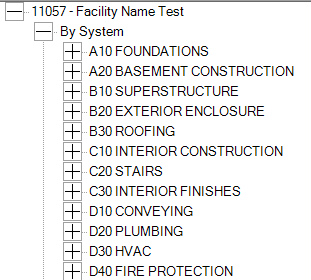 11057 - Facility Name Test
By System
A10 FOUNDATIONS
A20 BASEMENT CONSTRUCTION
B10 SUPERSTRUCTURE
B20 EXTERIOR ENCLOSURE
B30 ROOFING
C10 INTERIOR CONSTRUCTION
C20 STAIRS
C30 INTERIOR FINISHES
D10 CONVEYING
D20 PLUMBING
D30 HVAC
D40 FIRE PROTECTION